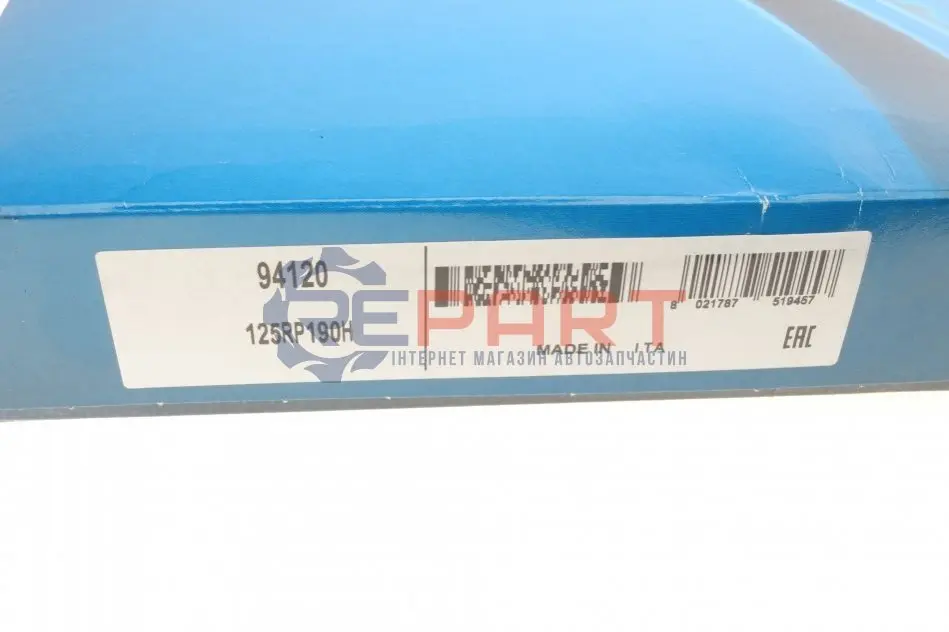 94120
125RP190H
8 021787 519457
MADE IN ITA
EAC
REPART
ІНТЕРНЕТ МАГАЗИН АВТОЗАПЧАСТИН